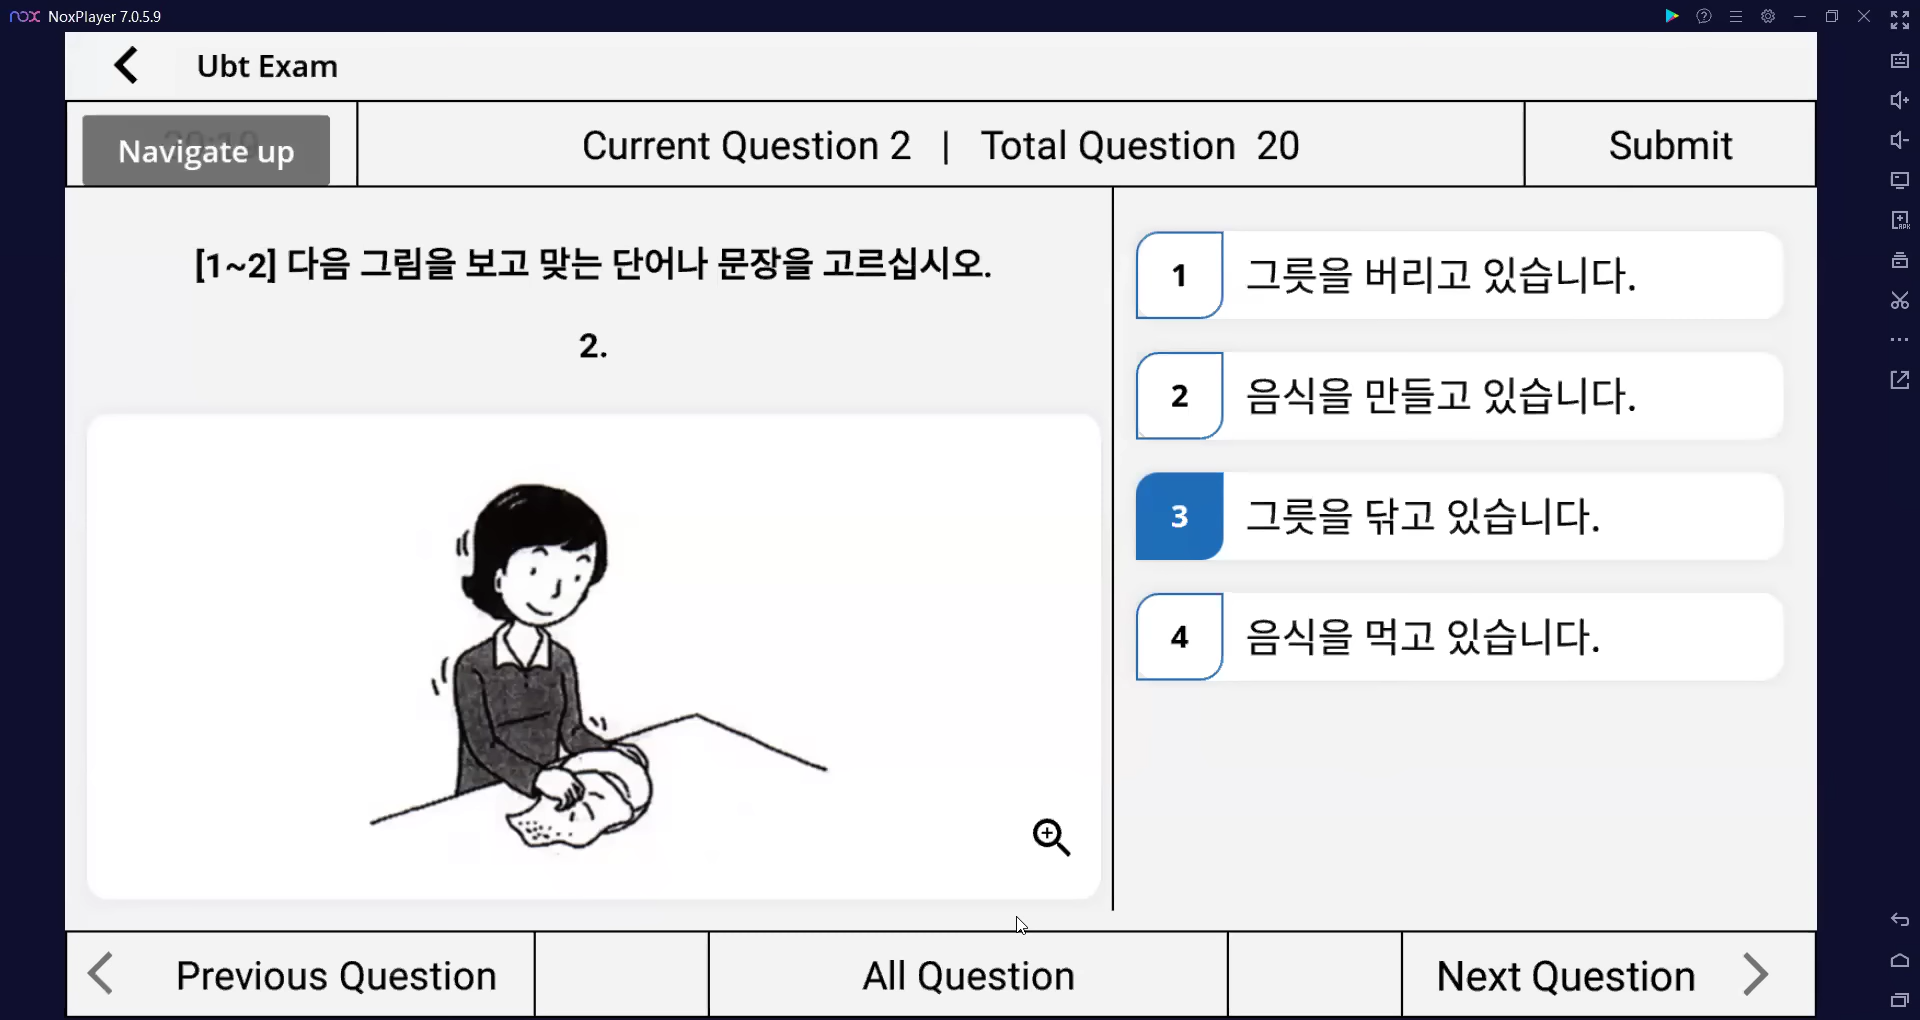 nox NoxPlayer 7.0.5.9
Ubt Exam
Navigate up
Current Question 2 | Total Question 20
Submit
[1~2] 다음 그림을 보고 맞는 단어나 문장을 고르십시오.
2.
1 그릇을 버리고 있습니다.
2 음식을 만들고 있습니다.
3 그릇을 닦고 있습니다.
4 음식을 먹고 있습니다.
Previous Question
All Question
Next Question